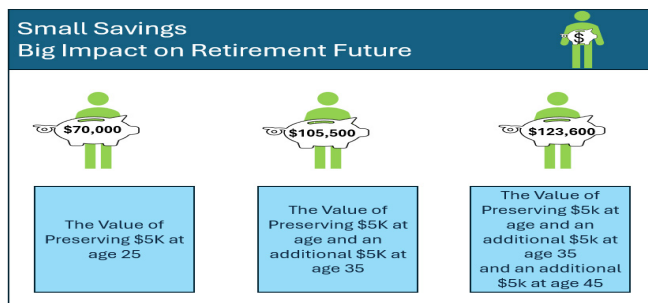 Small Savings
Big Impact on Retirement Future
$
$70,000
$105,500
$123,600
The Value of
Preserving $5K at
age 25
The Value of
Preserving $5K at
age and an
additional $5K at
age 35
The Value of
Preserving $5k at
age and an
additional $5k at
age 35
and an additional
$5k at age 45